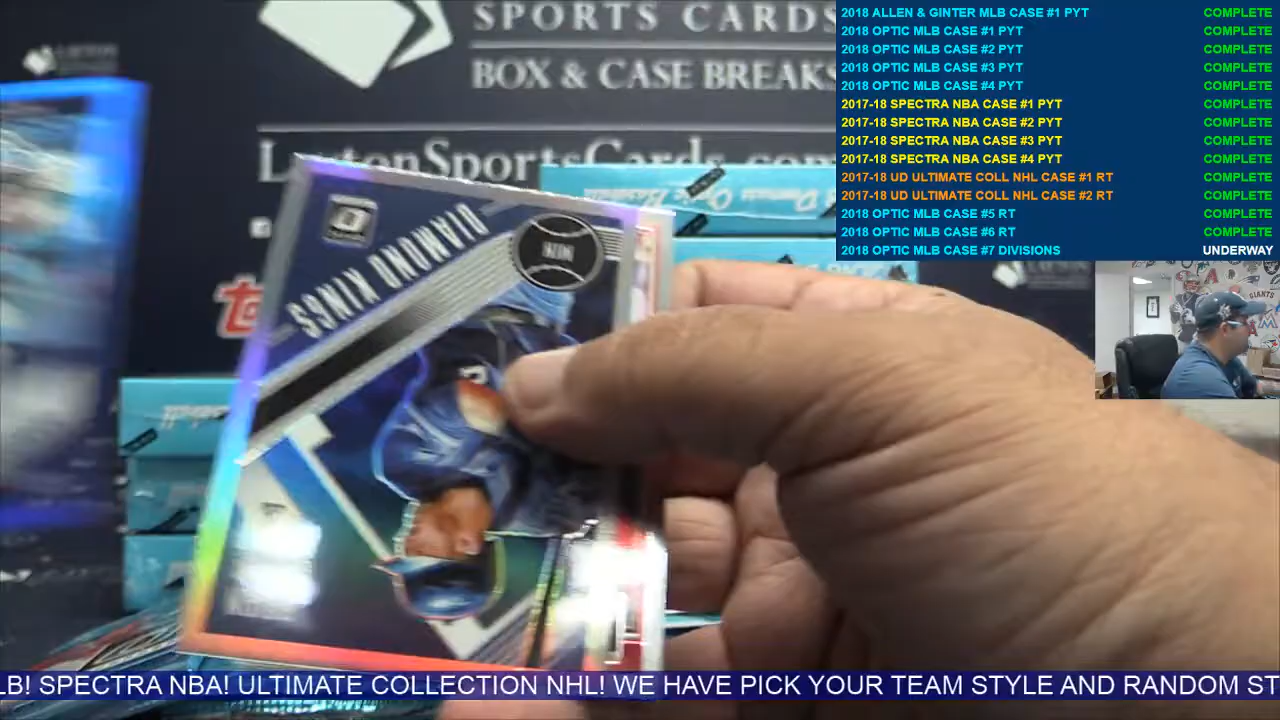 SPORTS CARDS
BOX & CASE BREAKS
LaytonSportsCards.com
2018 ALLEN & GINTER MLB CASE #1 PYT COMPLETE
2018 OPTIC MLB CASE #1 PYT COMPLETE
2018 OPTIC MLB CASE #2 PYT COMPLETE
2018 OPTIC MLB CASE #3 PYT COMPLETE
2018 OPTIC MLB CASE #4 PYT COMPLETE
2017-18 SPECTRA NBA CASE #1 PYT COMPLETE
2017-18 SPECTRA NBA CASE #2 PYT COMPLETE
2017-18 SPECTRA NBA CASE #3 PYT COMPLETE
2017-18 SPECTRA NBA CASE #4 PYT COMPLETE
2017-18 UD ULTIMATE COLL NHL CASE #1 RT COMPLETE
2017-18 UD ULTIMATE COLL NHL CASE #2 RT COMPLETE
2018 OPTIC MLB CASE #5 RT COMPLETE
2018 OPTIC MLB CASE #6 RT COMPLETE
2018 OPTIC MLB CASE #7 DIVISIONS UNDERWAY
DIAMOND KINGS
MIN
GIANTS
LB! SPECTRA NBA! ULTIMATE COLLECTION NHL! WE HAVE PICK YOUR TEAM STYLE AND RANDOM ST